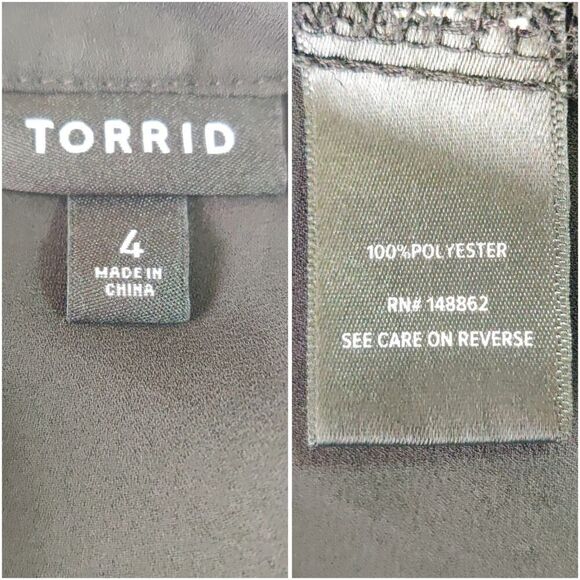 TORRID
4
MADE IN
CHINA
100%POLYESTER
RN# 148862
SEE CARE ON REVERSE